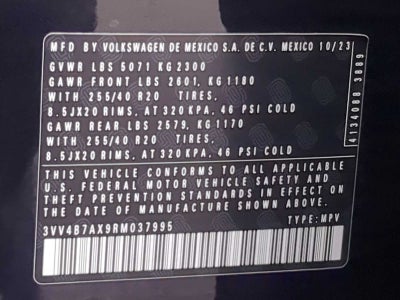 MFD BY VOLKSWAGEN DE MEXICO S.A. DE C.V. MEXICO 10/23
GVWR LBS 5071 KG 2300
GAWR FRONT LBS 2601, KG 1180
WITH 255/40 R20 TIRES,
8.5JX20 RIMS, AT 320 KPA, 46 PSI COLD
GAWR REAR LBS 2579, KG 1170
WITH 255/40 R20 TIRES,
8.5JX20 RIMS, AT 320 KPA, 46 PSI COLD
4134088 3889
THIS VEHICLE CONFORMS TO ALL APPLICABLE
U.S. FEDERAL MOTOR VEHICLE SAFETY AND
THEFT PREVENTION STANDARDS IN EFFECT ON
THE DATE OF MANUFACTURE SHOWN ABOVE.
3VV4B7AX9RM037995 TYPE: MPV